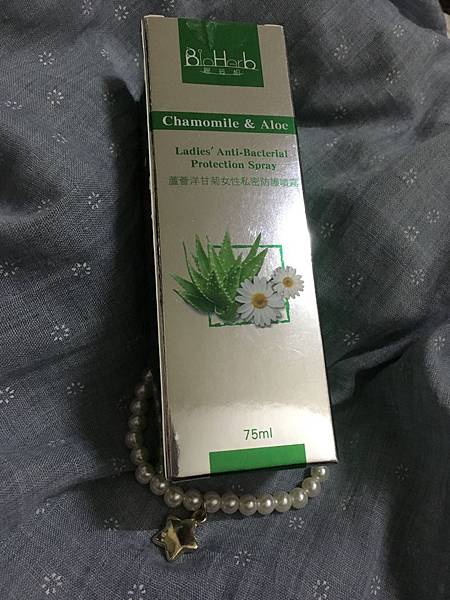 BioHerb
Chamomile & Aloe
Ladies' Anti-Bacterial
Protection Spray
蘆薈洋甘菊女性私密防護噴霧
75ml